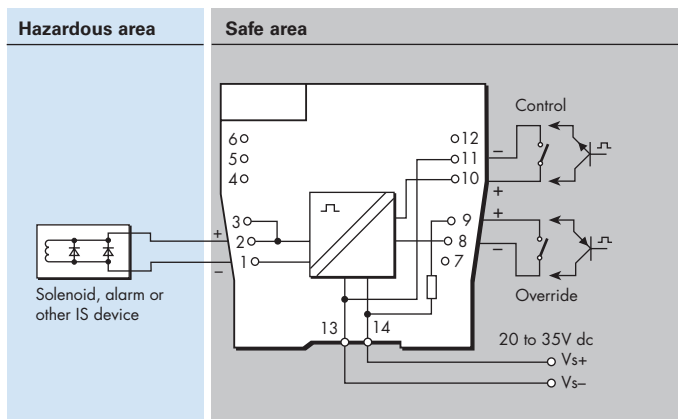 Hazardous area
Safe area
Control
6
5
4
3
2
1
+
−
12
11
10
9
8
7
−
+
+
−
Override
Solenoid, alarm or
other IS device
13
14
20 to 35V dc
Vs+
Vs–